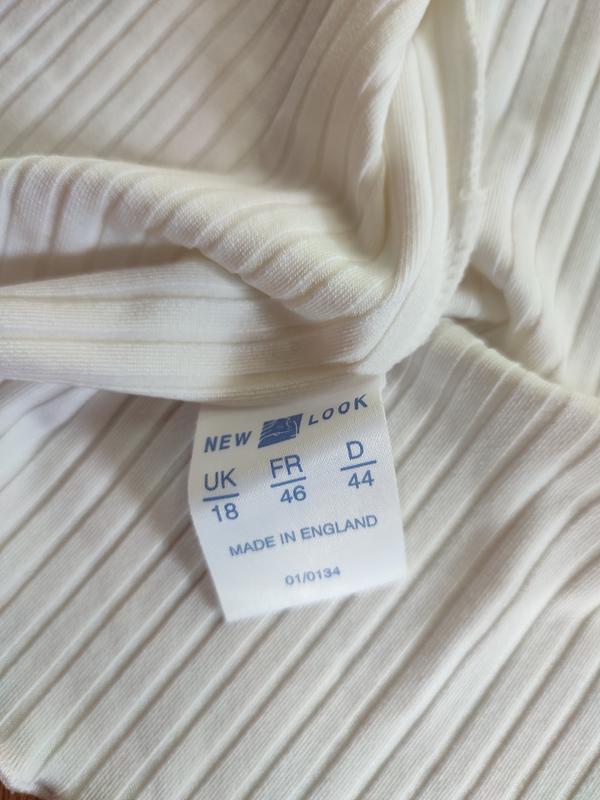 NEW LOOK
UK FR D
18 46 44
MADE IN ENGLAND
01/0134